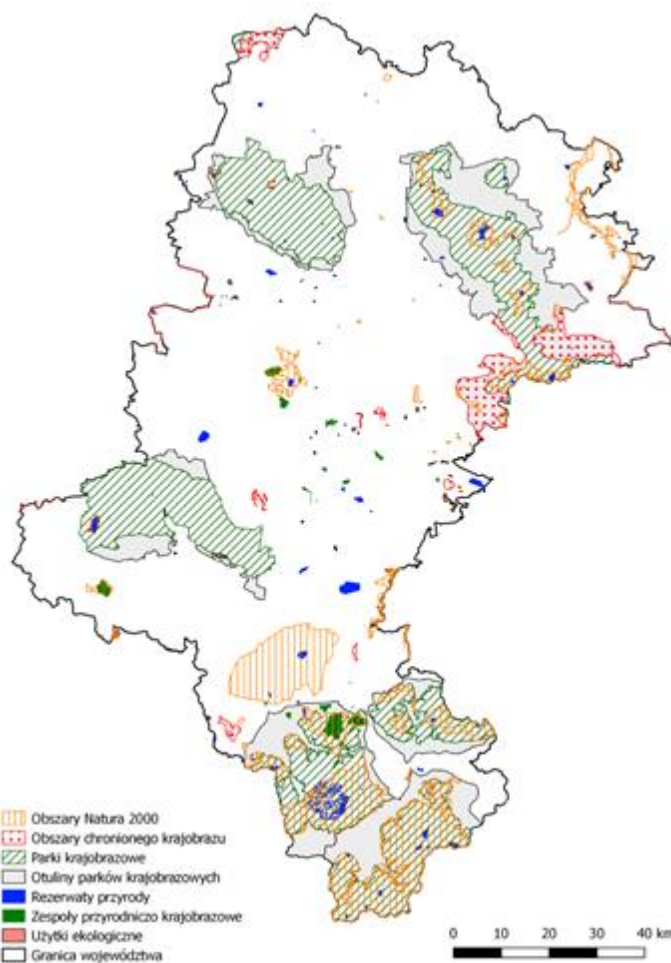 Obszary Natura 2000
Obszary chronionego krajobrazu
Parki krajobrazowe
Otuliny parków krajobrazowych
Rezerwaty przyrody
Zespoły przyrodniczo krajobrazowe
Użytki ekologiczne
Granica województwa
0 10 20 30 40 km